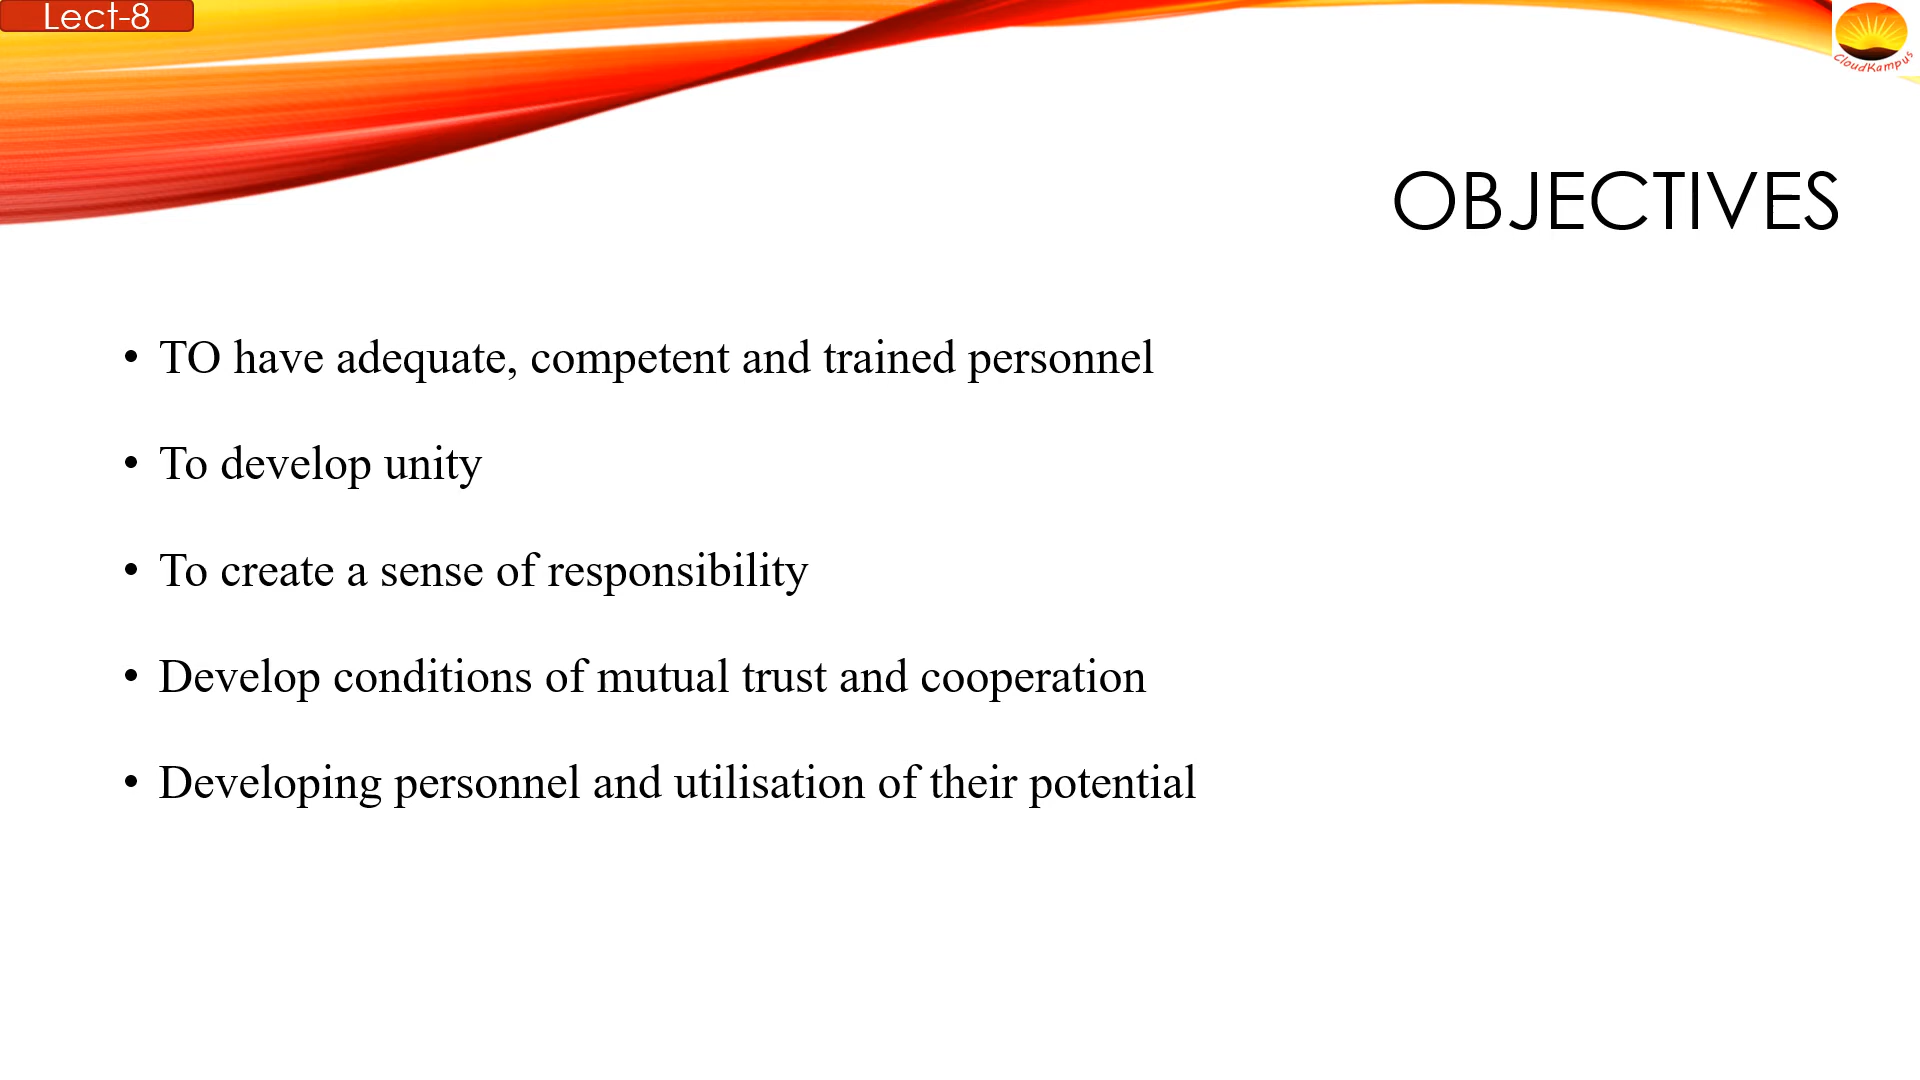 Lect-8
CloudKampus
OBJECTIVES
• TO have adequate, competent and trained personnel
• To develop unity
• To create a sense of responsibility
• Develop conditions of mutual trust and cooperation
• Developing personnel and utilisation of their potential